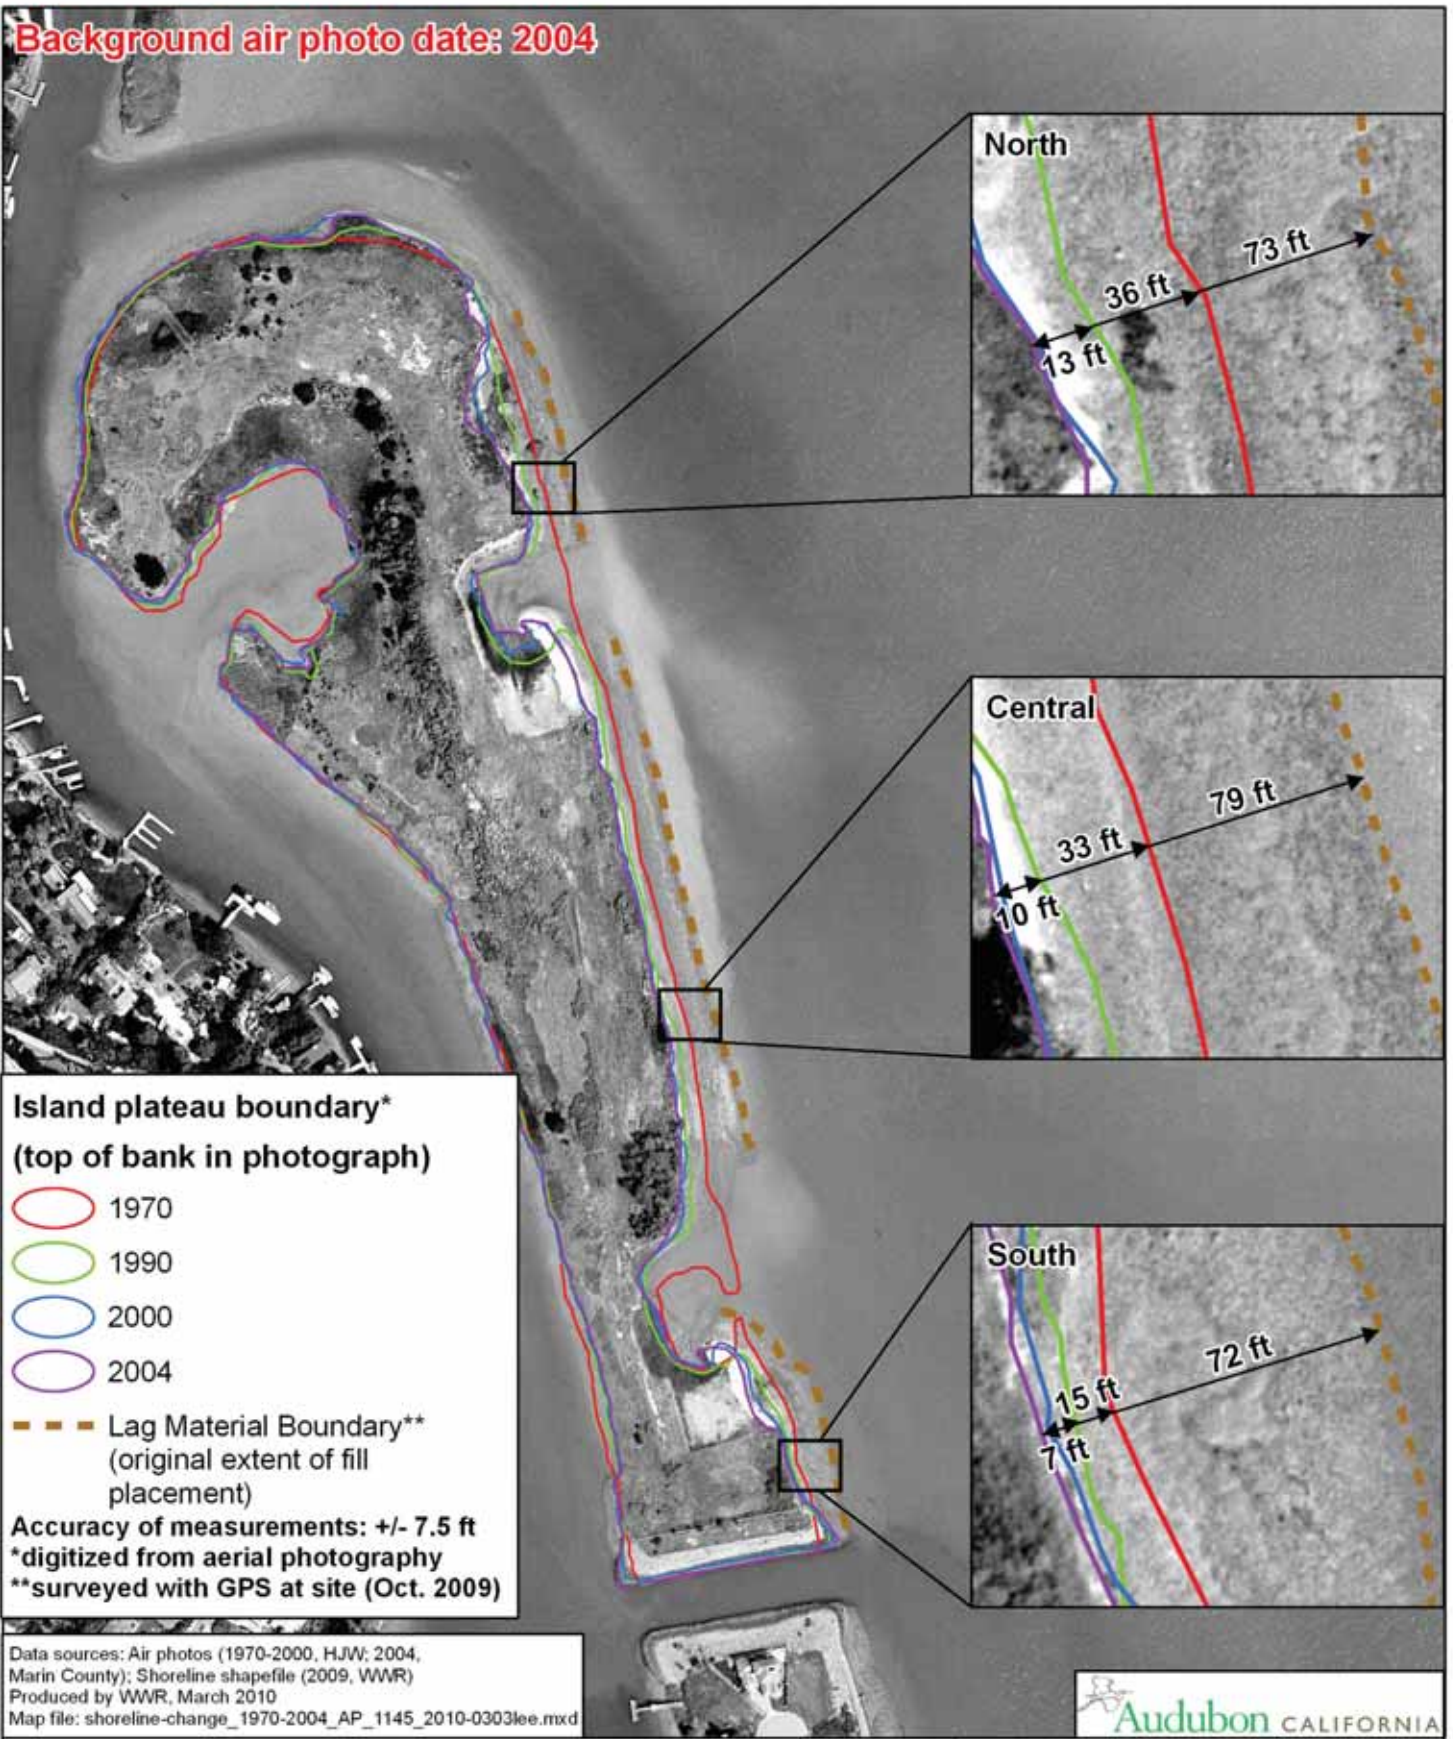 Background air photo date: 2004
North
73 ft
36 ft
13 ft
Central
79 ft
33 ft
10 ft
South
72 ft
15 ft
7 ft
Island plateau boundary*
(top of bank in photograph)
1970
1990
2000
2004
Lag Material Boundary**
(original extent of fill
placement)
Accuracy of measurements: +/- 7.5 ft
*digitized from aerial photography
**surveyed with GPS at site (Oct. 2009)
Data sources: Air photos (1970-2000, HJW; 2004,
Marin County); Shoreline shapefile (2009, WWR)
Produced by WWR, March 2010
Map file: shoreline-change_1970-2004_AP_1145_2010-0303lee.mxd
Audubon CALIFORNIA